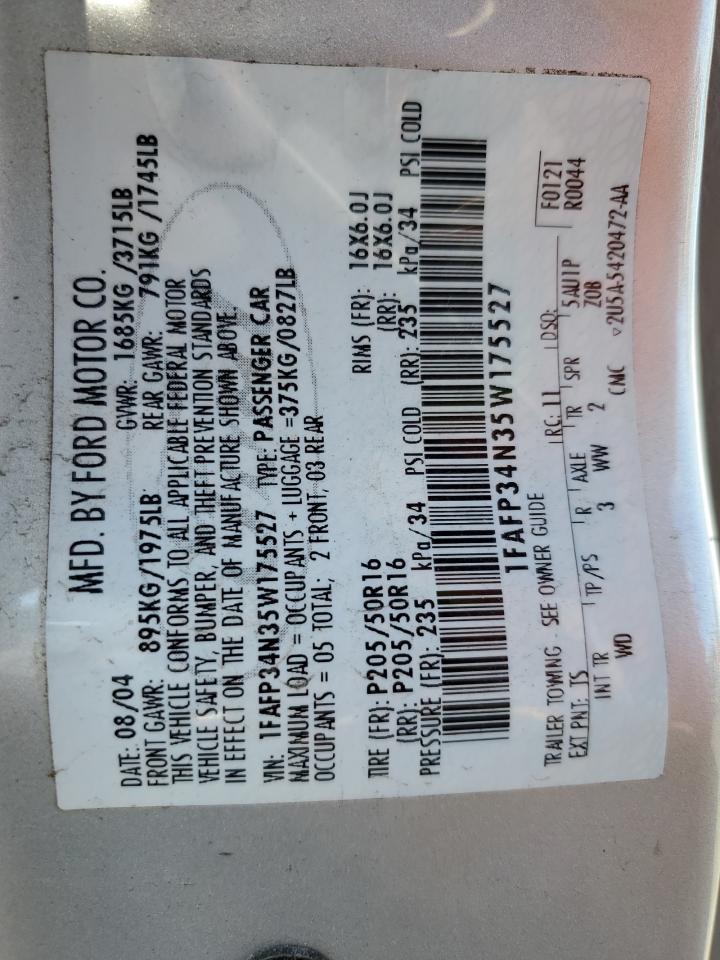 MFD. BY FORD MOTOR CO.
DATE: 08/04 GVWR: 1685KG /3715LB
FRONT GAWR: 895KG/1975LB REAR GAWR: 791KG /1745LB
THIS VEHICLE CONFORMS TO ALL APPLICABLE FEDERAL MOTOR
VEHICLE SAFETY, BUMPER, AND THEFT PREVENTION STANDARDS
IN EFFECT ON THE DATE OF MANUFACTURE SHOWN ABOVE.
VIN: 1FAFP34N35W175527 TYPE: PASSENGER CAR
MAXIMUM LOAD = OCCUPANTS + LUGGAGE =375KG/0827LB
OCCUPANTS = 05 TOTAL; 2 FRONT, 03 REAR
TIRE (FR): P205/50R16 RIMS (FR): 16X6.0J
(RR): P205/50R16 (RR): 16X6.0J
PRESSURE (FR): 235 kPa/34 PSI COLD (RR): 235 kPa/34 PSI COLD
1FAFP34N35W175527
TRAILER TOWING - SEE OWNER GUIDE RC: 11 DSO: F0121
EXT PNT: TS R0044
INT TR TP/PS R AXLE TR SPR 5AU1P
WD 3 WW 2 Z0B
CMC ▽2U5A-5420472-AA